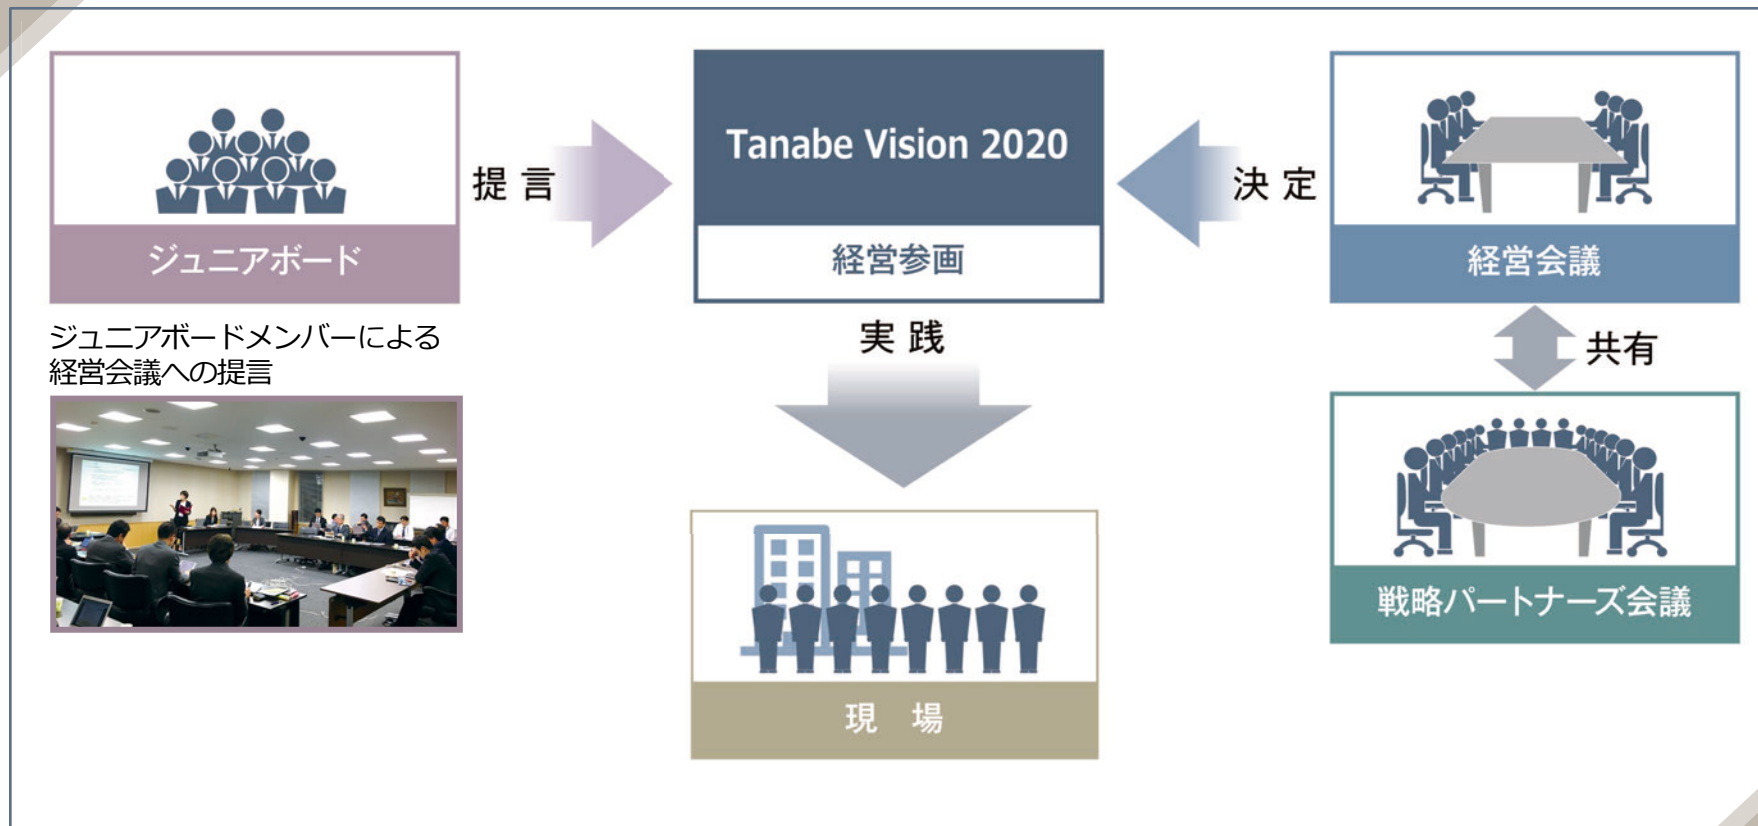 提言
ジュニアボード
ジュニアボードメンバーによる
経営会議への提言
Tanabe Vision 2020
経営参画
実践
現 場
決定
経営会議
共有
戦略パートナーズ会議